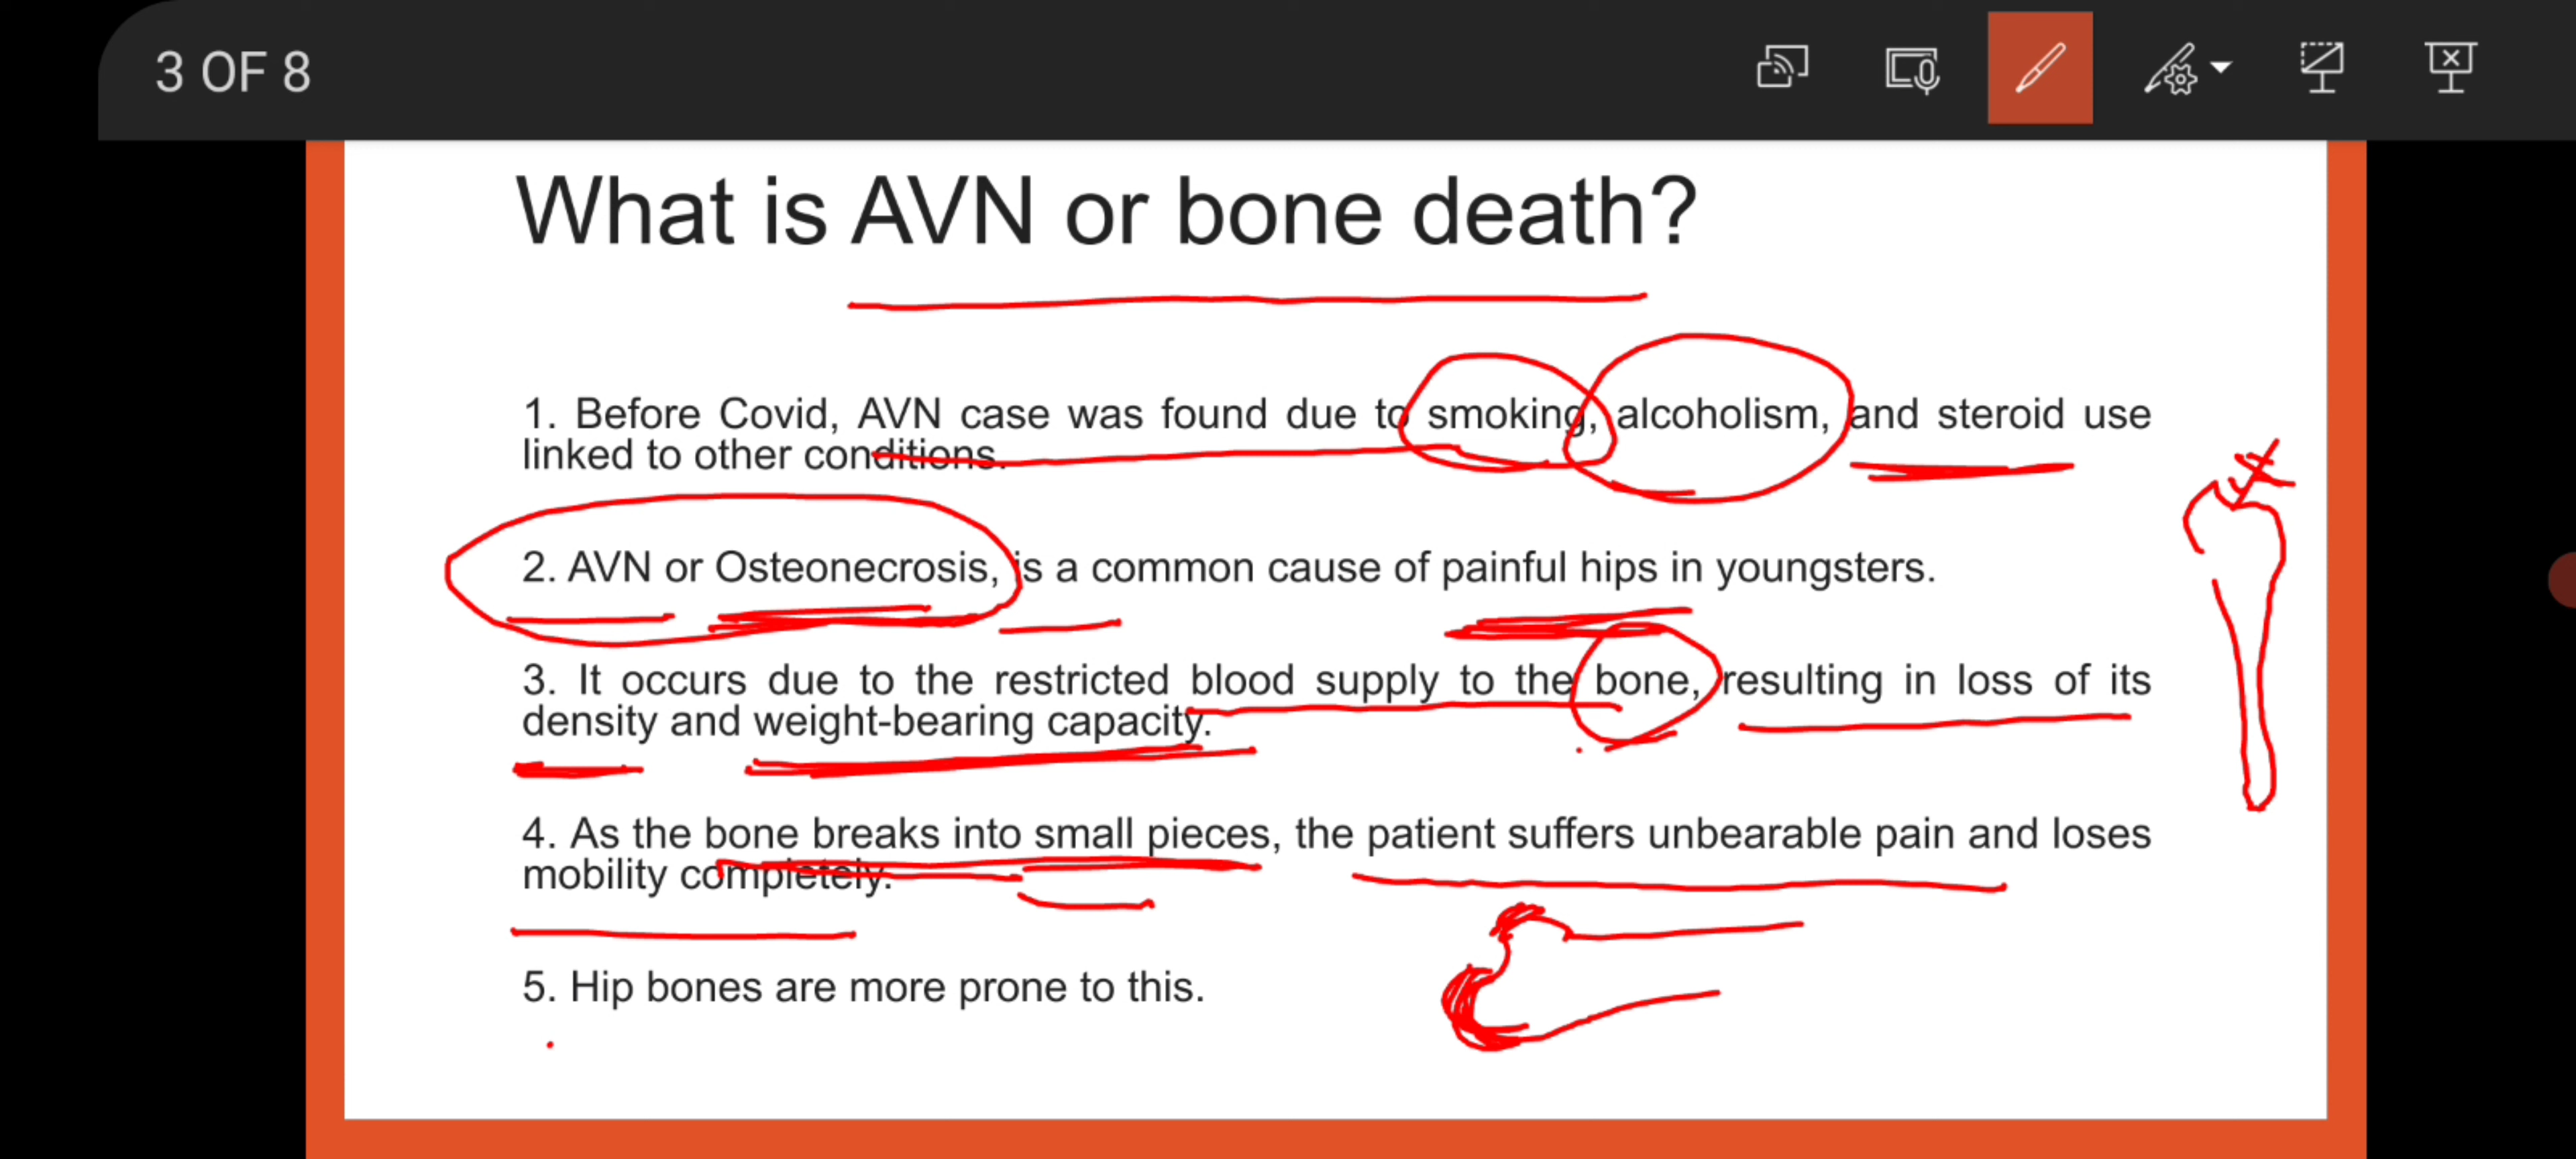 3 OF 8
What is AVN or bone death?
1. Before Covid, AVN case was found due to smoking, alcoholism, and steroid use
linked to other conditions.
2. AVN or Osteonecrosis, is a common cause of painful hips in youngsters.
3. It occurs due to the restricted blood supply to the bone, resulting in loss of its
density and weight-bearing capacity.
4. As the bone breaks into small pieces, the patient suffers unbearable pain and loses
mobility completely.
5. Hip bones are more prone to this.